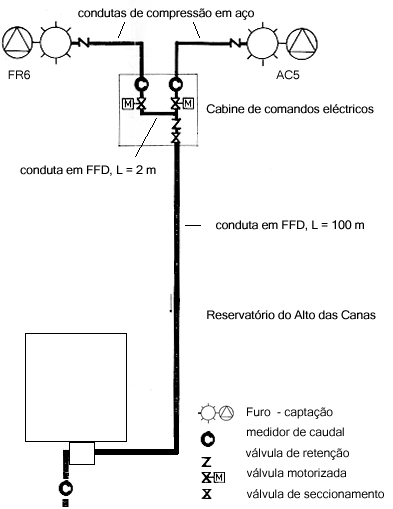 condutas de compressão em aço
FR6
AC5
M
M
Cabine de comandos eléctricos
conduta em FFD, L = 2 m
conduta em FFD, L = 100 m
Reservatório do Alto das Canas
Furo - captação
medidor de caudal
válvula de retenção
M
válvula motorizada
válvula de seccionamento